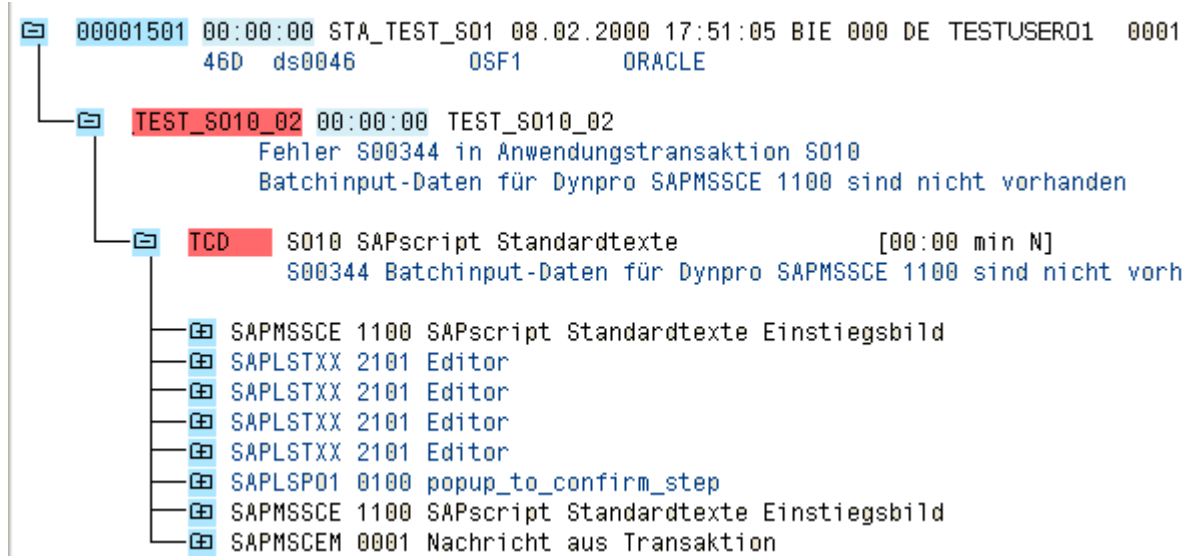 00001501 00:00:00 STA_TEST_S01 08.02.2000 17:51:05 BIE 000 DE TESTUSER01 0001
46D ds0046 OSF1 ORACLE
TEST_SO10_02 00:00:00 TEST_SO10_02
Fehler S00344 in Anwendungstransaktion SO10
Batchinput-Daten für Dynpro SAPMSSCE 1100 sind nicht vorhanden
TCD SO10 SAPscript Standardtexte [00:00 min N]
S00344 Batchinput-Daten für Dynpro SAPMSSCE 1100 sind nicht vorh
SAPMSSCE 1100 SAPscript Standardtexte Einstiegsbild
SAPLSTXX 2101 Editor
SAPLSTXX 2101 Editor
SAPLSTXX 2101 Editor
SAPLSTXX 2101 Editor
SAPLSPO1 0100 popup_to_confirm_step
SAPMSSCE 1100 SAPscript Standardtexte Einstiegsbild
SAPMSCEM 0001 Nachricht aus Transaktion